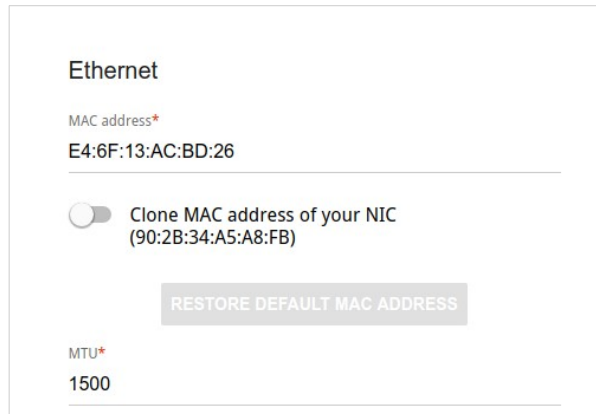 Ethernet
MAC address*
E4:6F:13:AC:BD:26
Clone MAC address of your NIC
(90:2B:34:A5:A8:FB)
RESTORE DEFAULT MAC ADDRESS
MTU*
1500